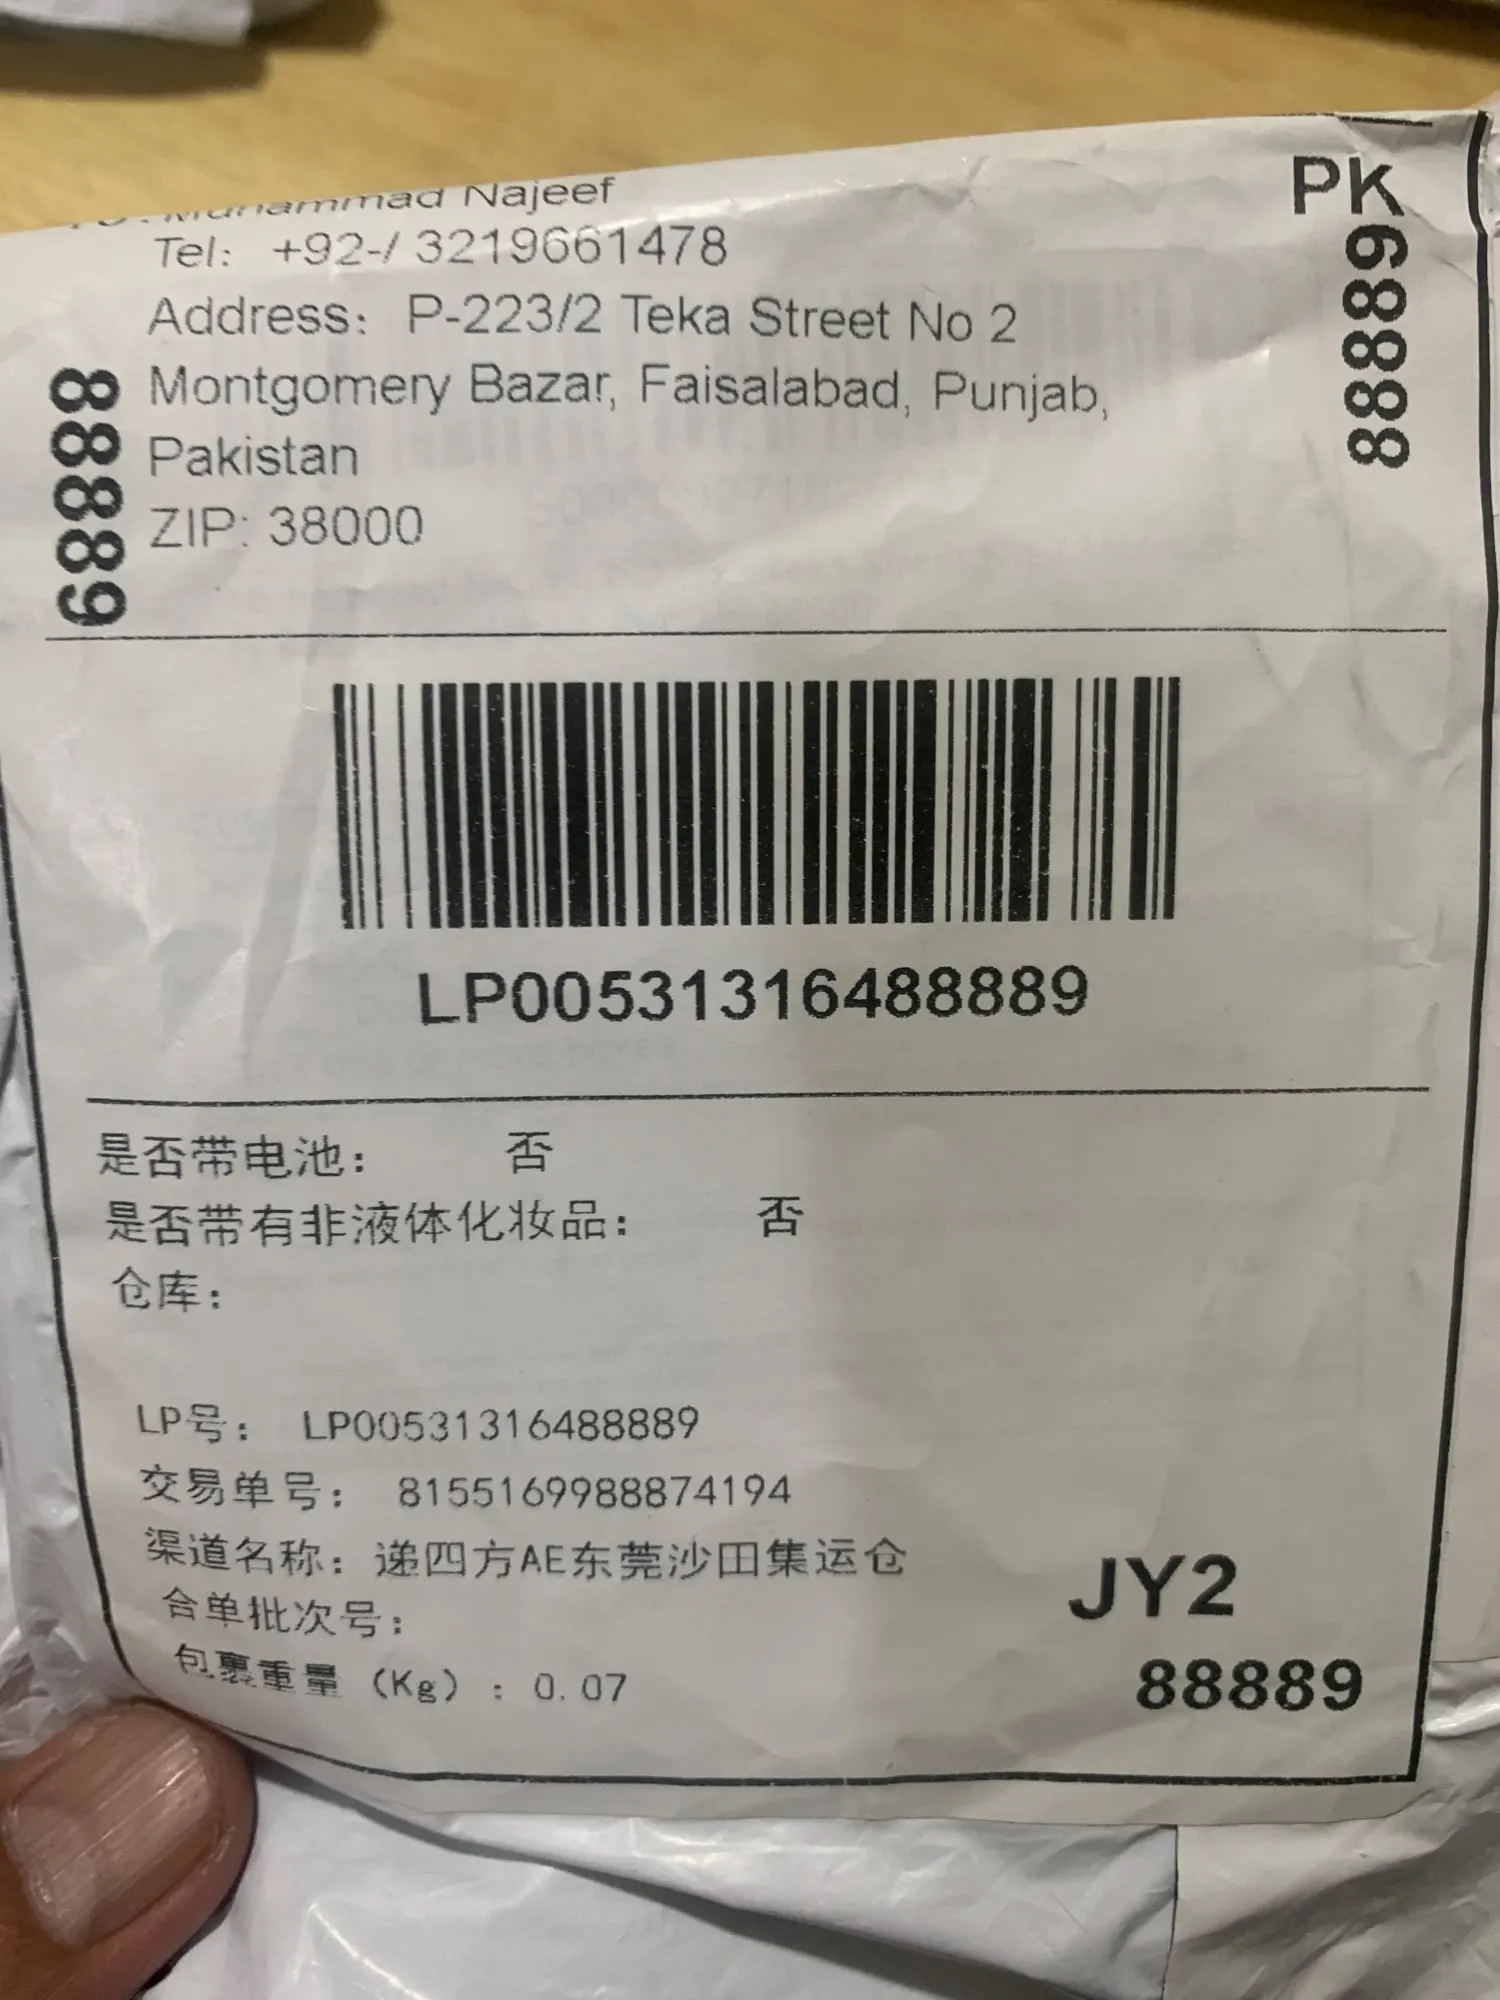 Muhammad Najeef
Tel: +92-/ 3219661478
Address: P-223/2 Teka Street No 2
Montgomery Bazar, Faisalabad, Punjab,
Pakistan
ZIP: 38000
88889
PK
88889
LP00531316488889
是否带电池： 否
是否带有非液体化妆品： 否
仓库：
LP号： LP00531316488889
交易单号： 8155169988874194
渠道名称：递四方AE东莞沙田集运仓
合单批次号：
包裹重量（Kg）：0.07
JY2
88889